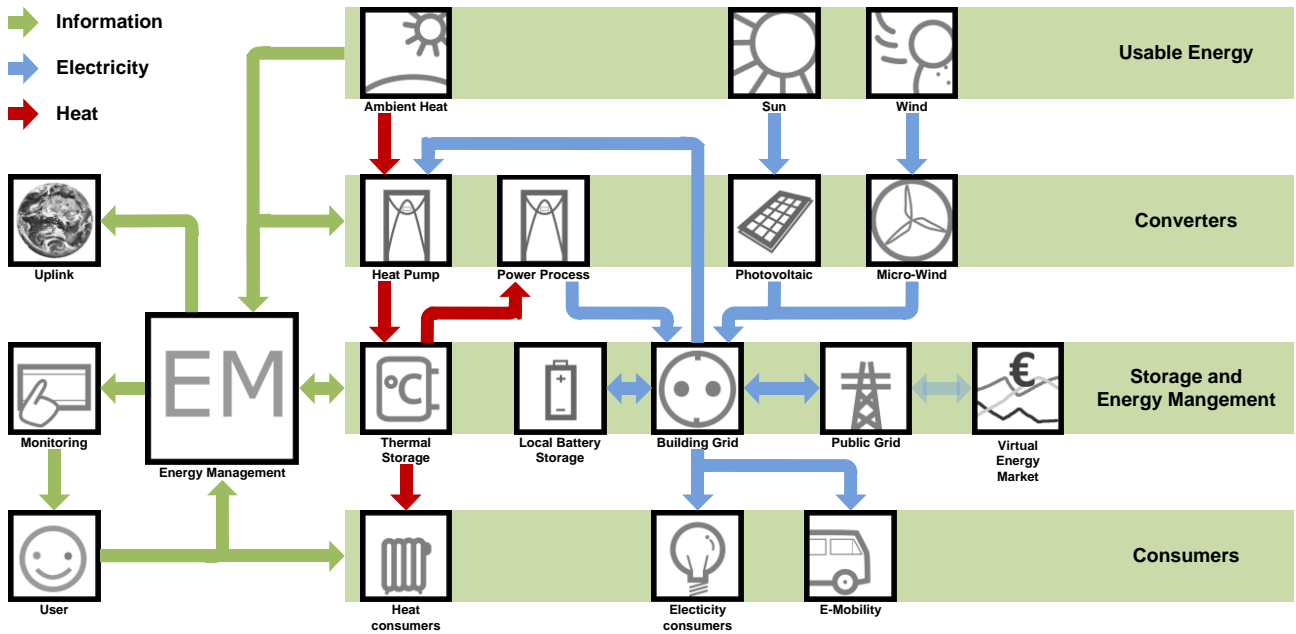 Information
Electricity
Heat
Usable Energy
Ambient Heat
Sun
Wind
Converters
Uplink
Heat Pump
Power Process
Photovoltaic
Micro-Wind
EM
°C
€
Storage and
Energy Mangement
Monitoring
Energy Management
Thermal
Storage
Local Battery
Storage
Building Grid
Public Grid
Virtual
Energy
Market
Consumers
User
Heat
consumers
Electicity
consumers
E-Mobility